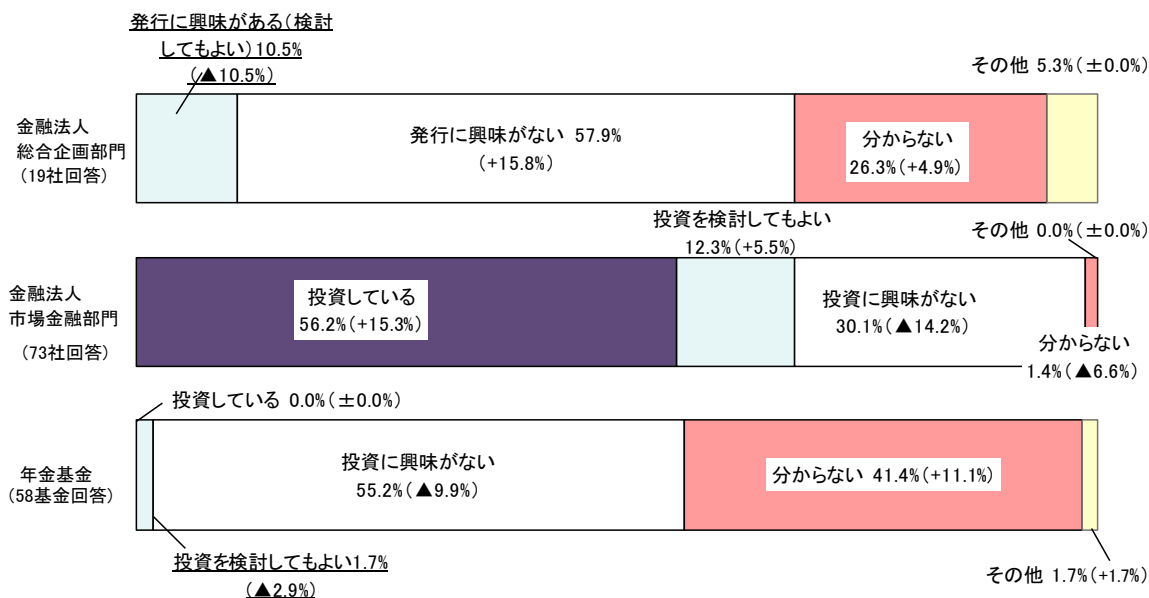 発行に興味がある（検討
してもよい）10.5%
（▲10.5%）
その他 5.3%（±0.0%）
金融法人
総合企画部門
（19社回答）
発行に興味がない 57.9%
（+15.8%）
分からない
26.3%（+4.9%）
投資を検討してもよい
12.3%（+5.5%）
その他 0.0%（±0.0%）
金融法人
市場金融部門
（73社回答）
投資している
56.2%（+15.3%）
投資に興味がない
30.1%（▲14.2%）
分からない
1.4%（▲6.6%）
投資している 0.0%（±0.0%）
年金基金
（58基金回答）
投資に興味がない
55.2%（▲9.9%）
分からない 41.4%（+11.1%）
投資を検討してもよい1.7%
（▲2.9%）
その他 1.7%（+1.7%）